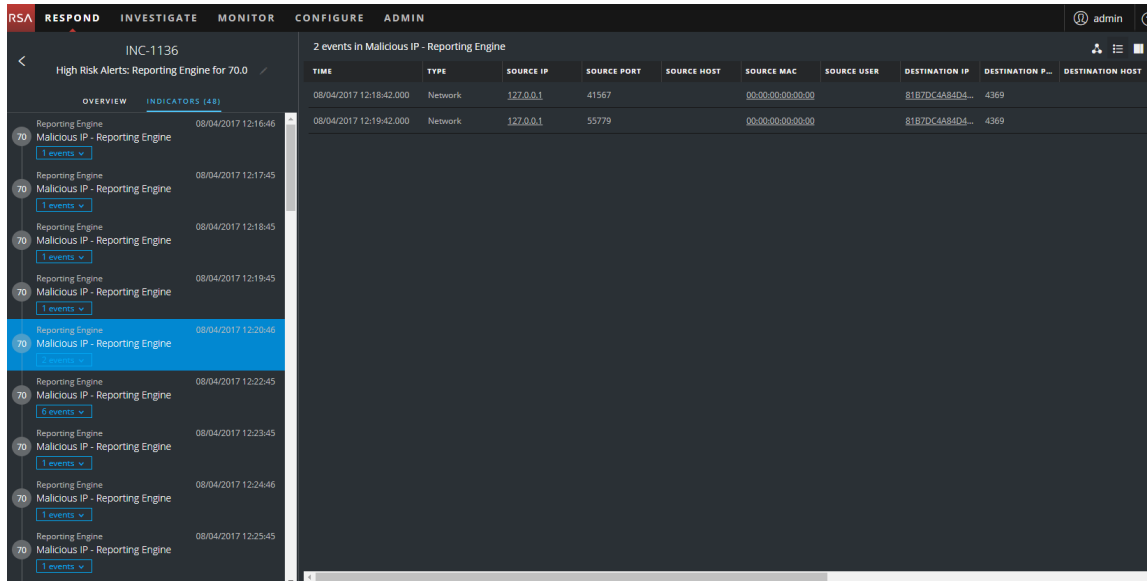 RSA RESPOND INVESTIGATE MONITOR CONFIGURE ADMIN admin
INC-1136
High Risk Alerts: Reporting Engine for 70.0
OVERVIEW INDICATORS (48)
Reporting Engine 08/04/2017 12:16:46
70 Malicious IP - Reporting Engine
1 events
Reporting Engine 08/04/2017 12:17:45
70 Malicious IP - Reporting Engine
1 events
Reporting Engine 08/04/2017 12:18:45
70 Malicious IP - Reporting Engine
1 events
Reporting Engine 08/04/2017 12:19:45
70 Malicious IP - Reporting Engine
1 events
Reporting Engine 08/04/2017 12:20:46
70 Malicious IP - Reporting Engine
2 events
Reporting Engine 08/04/2017 12:22:45
70 Malicious IP - Reporting Engine
6 events
Reporting Engine 08/04/2017 12:23:45
70 Malicious IP - Reporting Engine
1 events
Reporting Engine 08/04/2017 12:24:46
70 Malicious IP - Reporting Engine
1 events
Reporting Engine 08/04/2017 12:25:45
70 Malicious IP - Reporting Engine
1 events
2 events in Malicious IP - Reporting Engine
TIME TYPE SOURCE IP SOURCE PORT SOURCE HOST SOURCE MAC SOURCE USER DESTINATION IP DESTINATION P... DESTINATION HOST
08/04/2017 12:18:42.000 Network 127.0.0.1 41567 00:00:00:00:00:00 81B7DC4A84D4... 4369
08/04/2017 12:19:42.000 Network 127.0.0.1 55779 00:00:00:00:00:00 81B7DC4A84D4... 4369